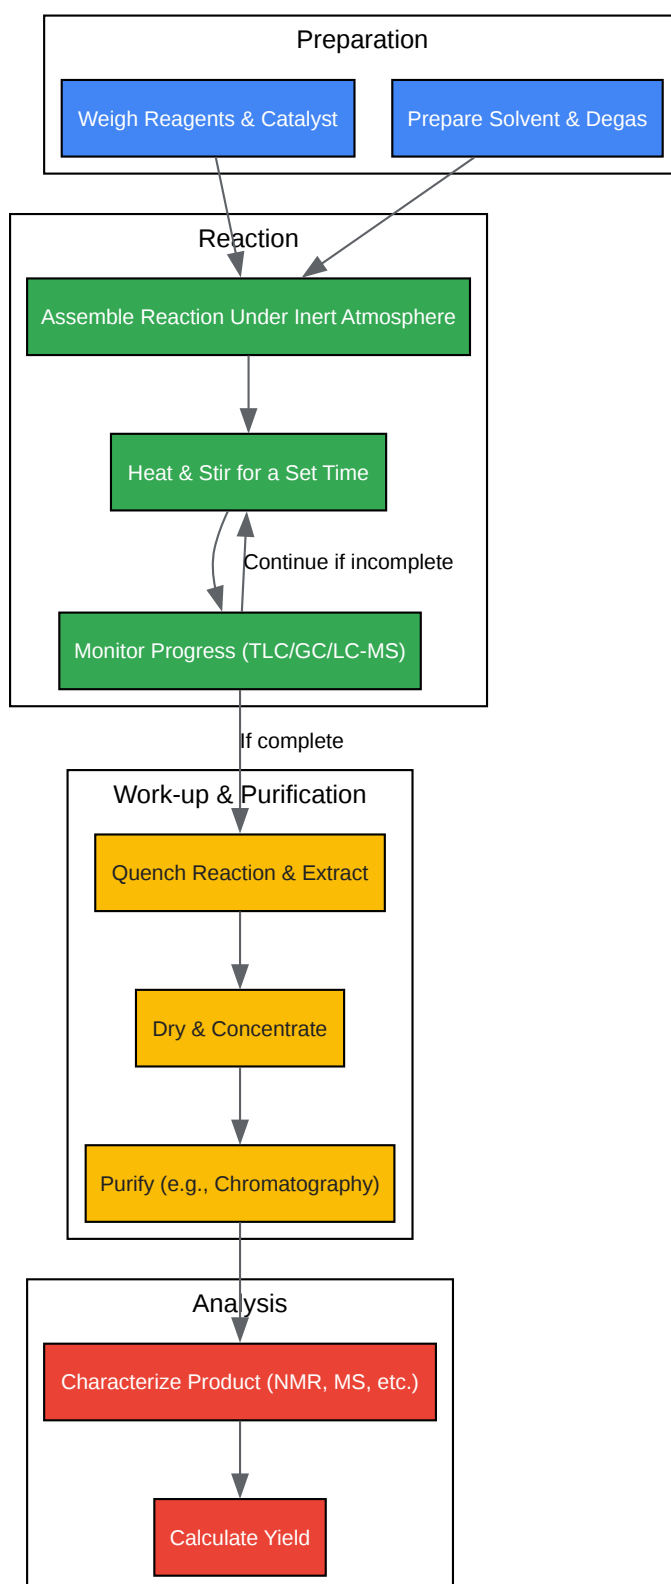 Preparation
Weigh Reagents & Catalyst
Prepare Solvent & Degas
Reaction
Assemble Reaction Under Inert Atmosphere
Heat & Stir for a Set Time
Continue if incomplete
Monitor Progress (TLC/GC/LC-MS)
If complete
Work-up & Purification
Quench Reaction & Extract
Dry & Concentrate
Purify (e.g., Chromatography)
Analysis
Characterize Product (NMR, MS, etc.)
Calculate Yield